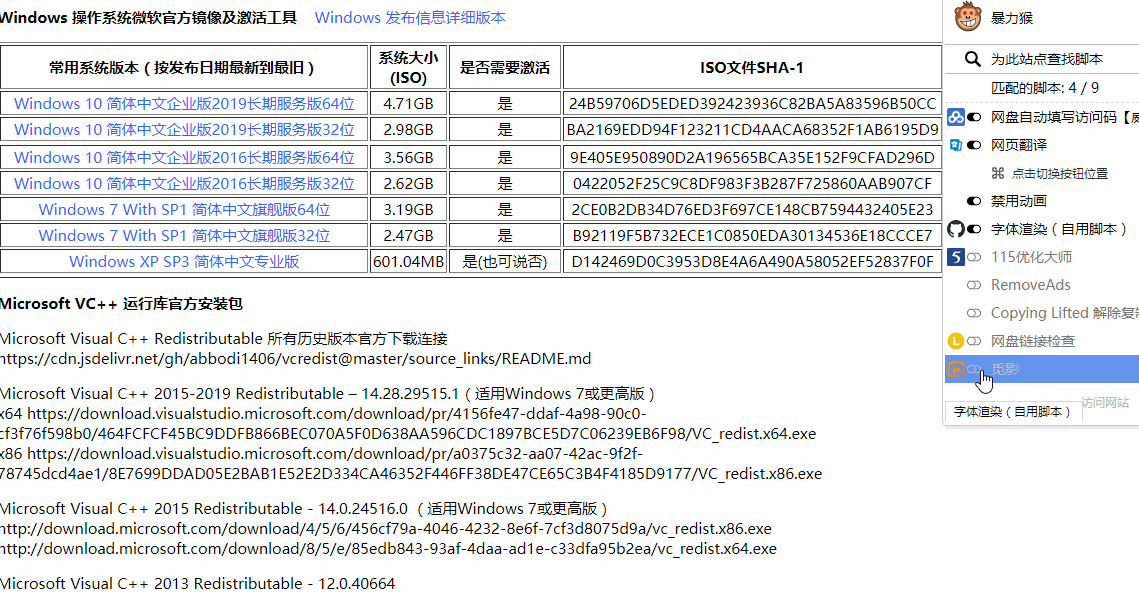 Windows 操作系统微软官方镜像及激活工具 Windows 发布信息详细版本
常用系统版本（按发布日期最新到最旧） 系统大小(ISO) 是否需要激活 ISO文件SHA-1
Windows 10 简体中文企业版2019长期服务版64位 4.71GB 是 24B59706D5EDED392423936C82BA5A83596B50CC
Windows 10 简体中文企业版2019长期服务版32位 2.98GB 是 BA2169EDD94F123211CD4AACA68352F1AB6195D9
Windows 10 简体中文企业版2016长期服务版64位 3.56GB 是 9E405E950890D2A196565BCA35E152F9CFAD296D
Windows 10 简体中文企业版2016长期服务版32位 2.62GB 是 0422052F25C9C8DF983F3B287F725860AAB907CF
Windows 7 With SP1 简体中文旗舰版64位 3.19GB 是 2CE0B2DB34D76ED3F697CE148CB7594432405E23
Windows 7 With SP1 简体中文旗舰版32位 2.47GB 是 B92119F5B732ECE1C0850EDA30134536E18CCCE7
Windows XP SP3 简体中文专业版 601.04MB 是(也可说否) D142469D0C3953D8E4A6A490A58052EF52837F0F
Microsoft VC++ 运行库官方安装包
Microsoft Visual C++ Redistributable 所有历史版本官方下载连接
https://cdn.jsdelivr.net/gh/abbodi1406/vcredist@master/source_links/README.md
Microsoft Visual C++ 2015-2019 Redistributable – 14.28.29515.1（适用Windows 7或更高版）
x64 https://download.visualstudio.microsoft.com/download/pr/4156fe47-ddaf-4a98-90c0-
cf3f76f598b0/464FCFCF45BC9DDFB866BEC070A5F0D638AA596CDC1897BCE5D7C06239EB6F98/VC_redist.x64.exe
x86 https://download.visualstudio.microsoft.com/download/pr/a0375c32-aa07-42ac-9f2f-
78745dcd4ae1/8E7699DDAD05E2BAB1E52E2D334CA46352F446FF38DE47CE65C3B4F4185D9177/VC_redist.x86.exe
Microsoft Visual C++ 2015 Redistributable - 14.0.24516.0 （适用Windows 7或更高版）
http://download.microsoft.com/download/4/5/6/456cf79a-4046-4232-8e6f-7cf3d8075d9a/vc_redist.x86.exe
http://download.microsoft.com/download/8/5/e/85edb843-93af-4daa-ad1e-c33dfa95b2ea/vc_redist.x64.exe
Microsoft Visual C++ 2013 Redistributable - 12.0.40664
暴力猴
为此站点查找脚本
匹配的脚本: 4 / 9
网盘自动填写访问码【
网页翻译
点击切换按钮位置
禁用动画
字体渲染（自用脚本）
5 115优化大师
RemoveAds
Copying Lifted 解除复制
L 网盘链接检查
觅影
访问网站
字体渲染（自用脚本）